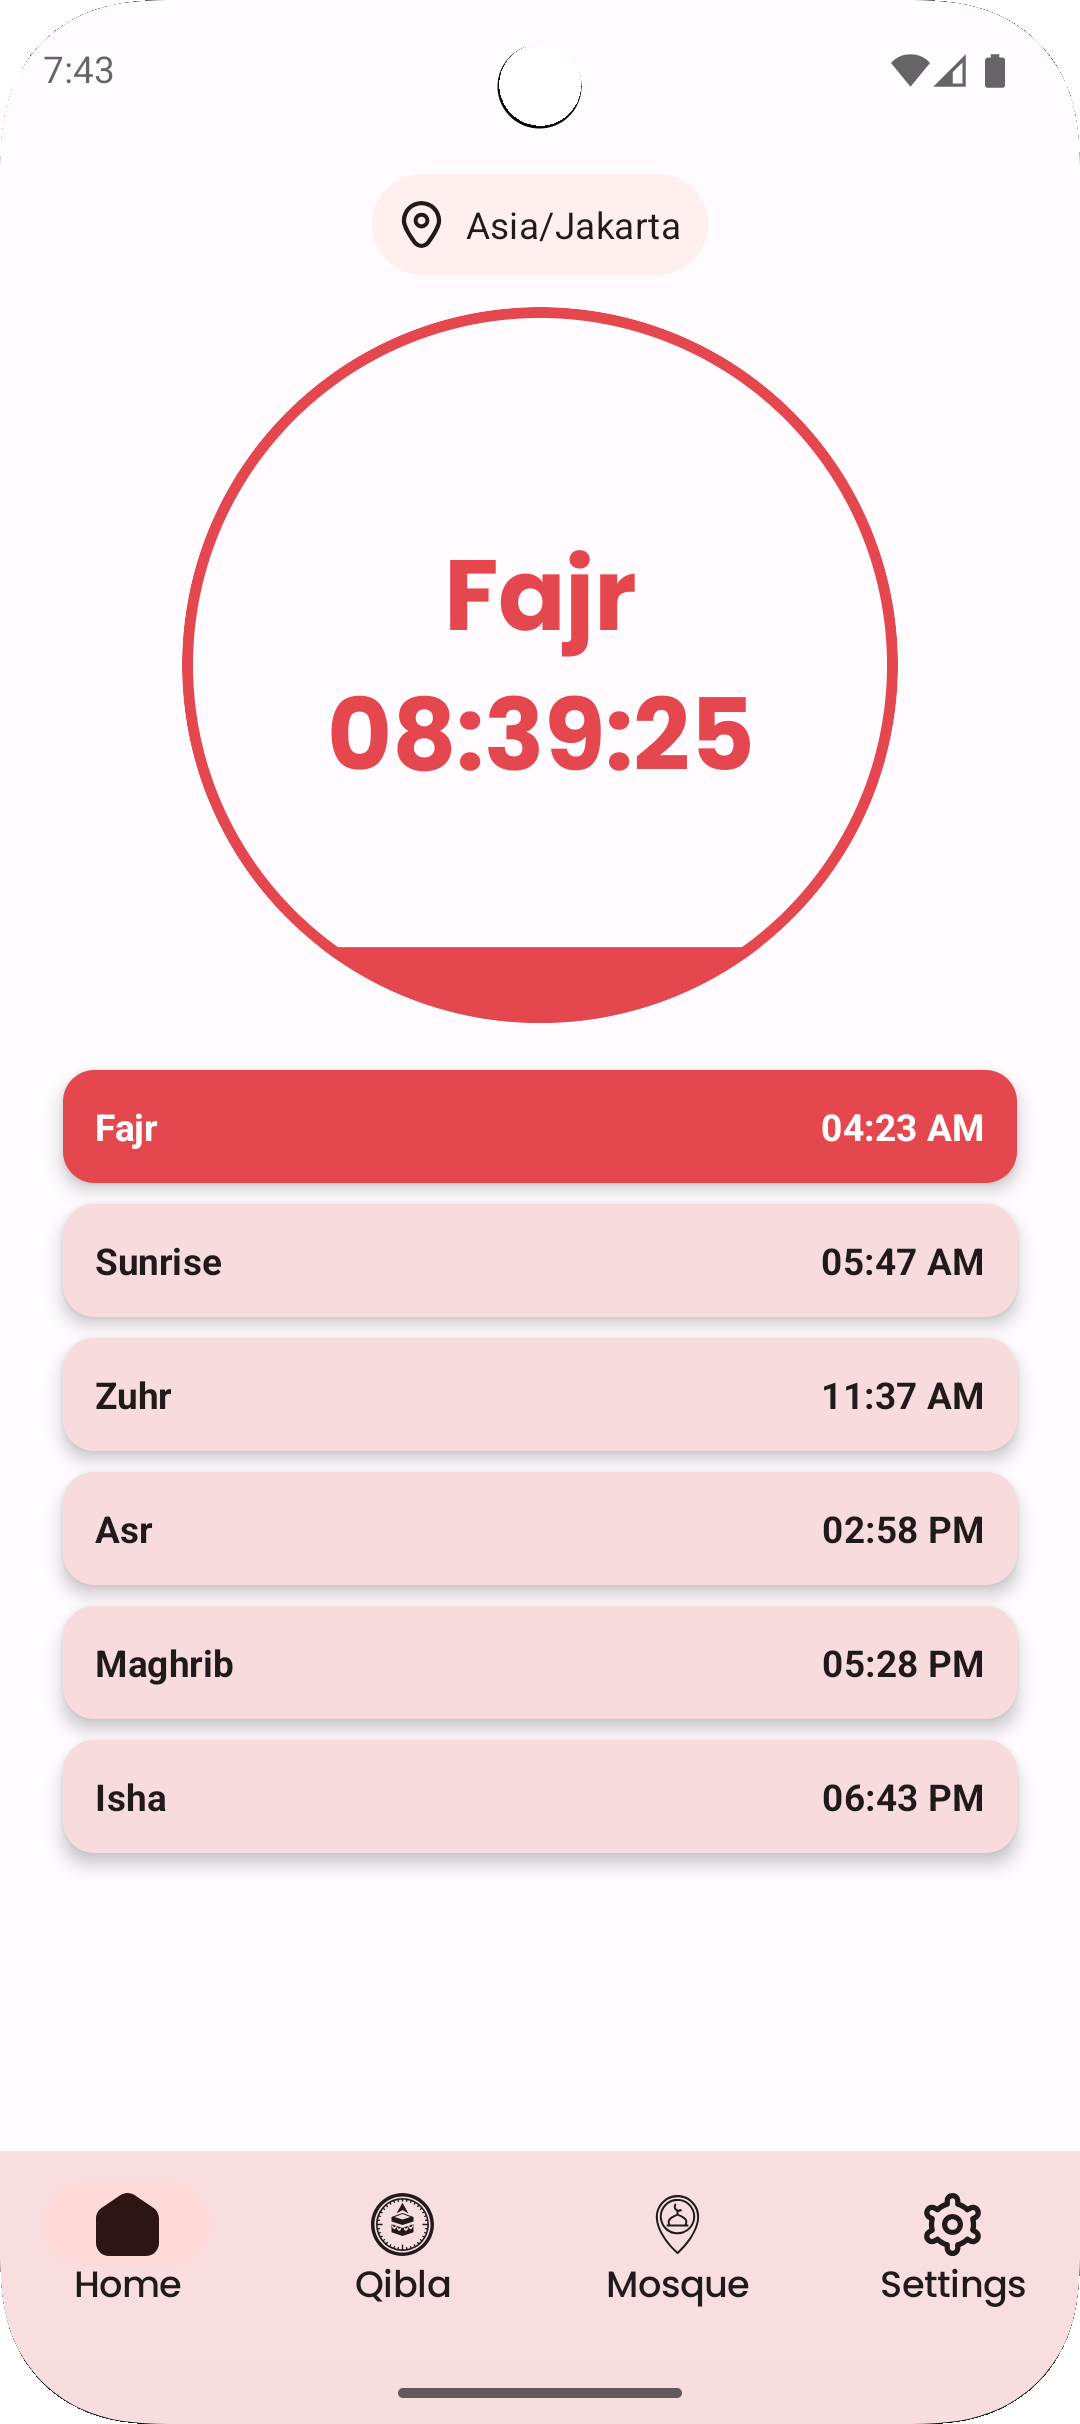 7:43
Asia/Jakarta
Fajr
08:39:25
Fajr 04:23 AM
Sunrise 05:47 AM
Zuhr 11:37 AM
Asr 02:58 PM
Maghrib 05:28 PM
Isha 06:43 PM
Home Qibla Mosque Settings